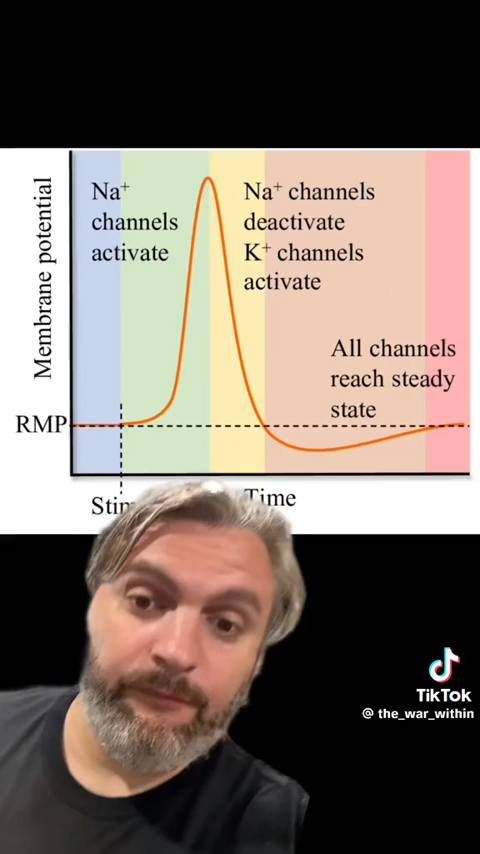 Na⁺
channels
activate
Na⁺ channels
deactivate
K⁺ channels
activate
All channels
reach steady
state
Membrane potential
RMP
Time
TikTok
@ the_war_within